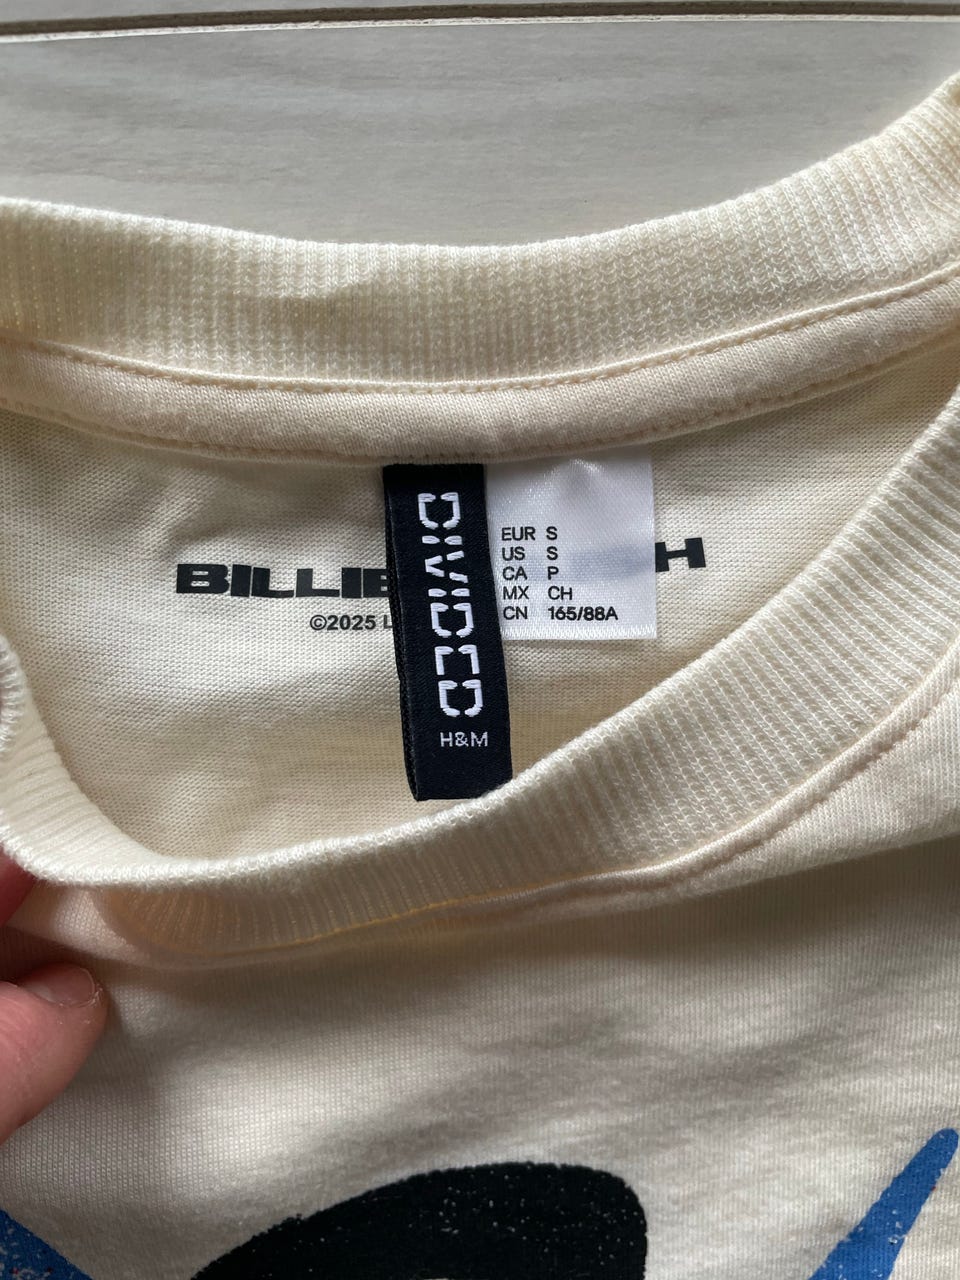 BILLIE
©2025 L
DIVIDED
H&M
EUR S
US S
CA P
MX CH
CN 165/88A
H